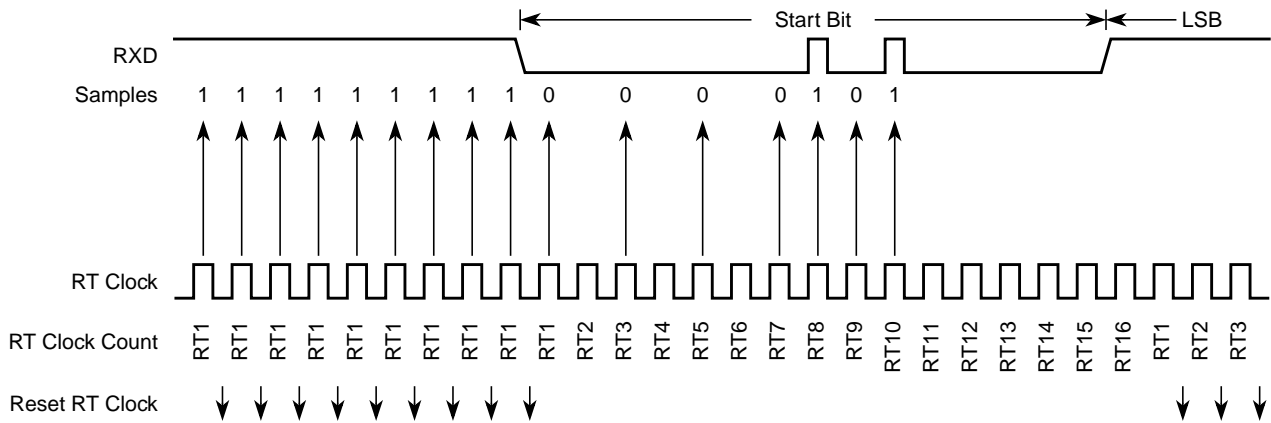 Start Bit LSB
RXD
Samples 1 1 1 1 1 1 1 1 1 0 0 0 0 1 0 1
RT Clock
RT Clock Count RT1 RT1 RT1 RT1 RT1 RT1 RT1 RT1 RT1 RT1 RT2 RT3 RT4 RT5 RT6 RT7 RT8 RT9 RT10 RT11 RT12 RT13 RT14 RT15 RT16 RT1 RT2 RT3
Reset RT Clock